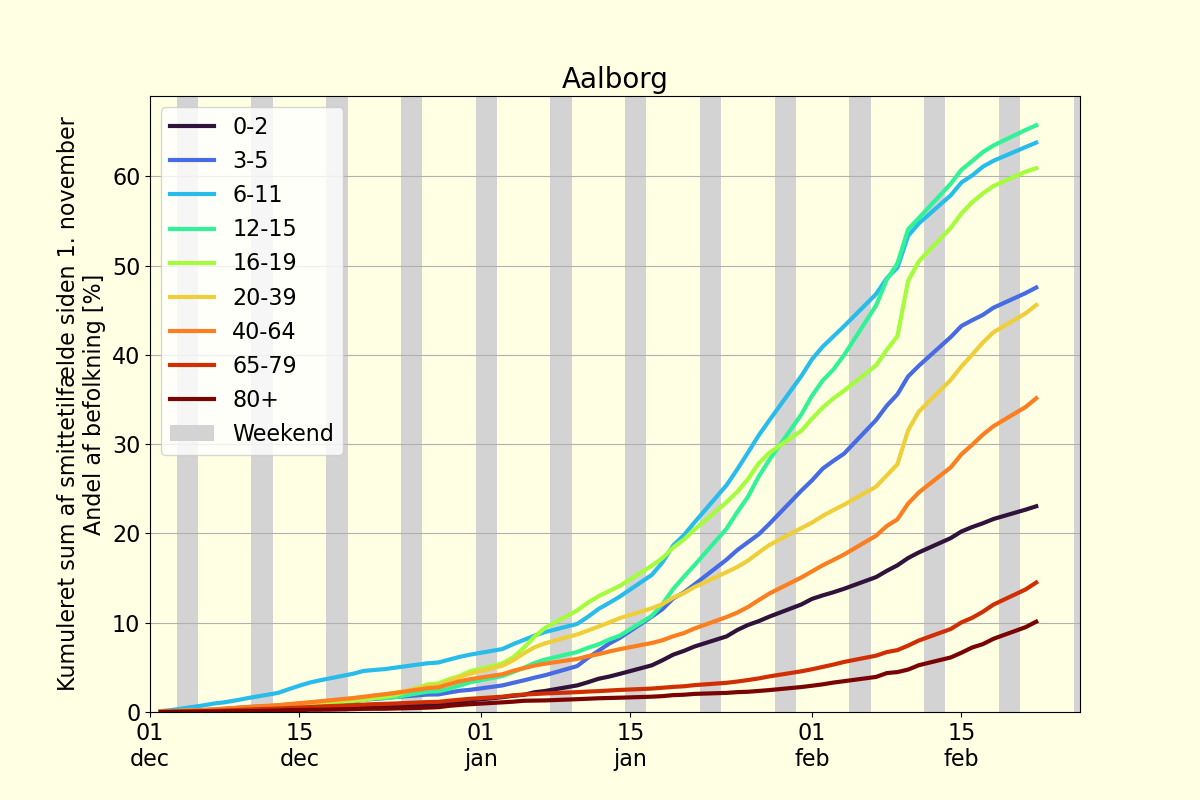 Aalborg
Kumuleret sum af smittetilfælde siden 1. november
Andel af befolkning [%]
60
50
40
30
20
10
0
0-2
3-5
6-11
12-15
16-19
20-39
40-64
65-79
80+
Weekend
01 15 01 15 01 15
dec dec jan jan feb feb